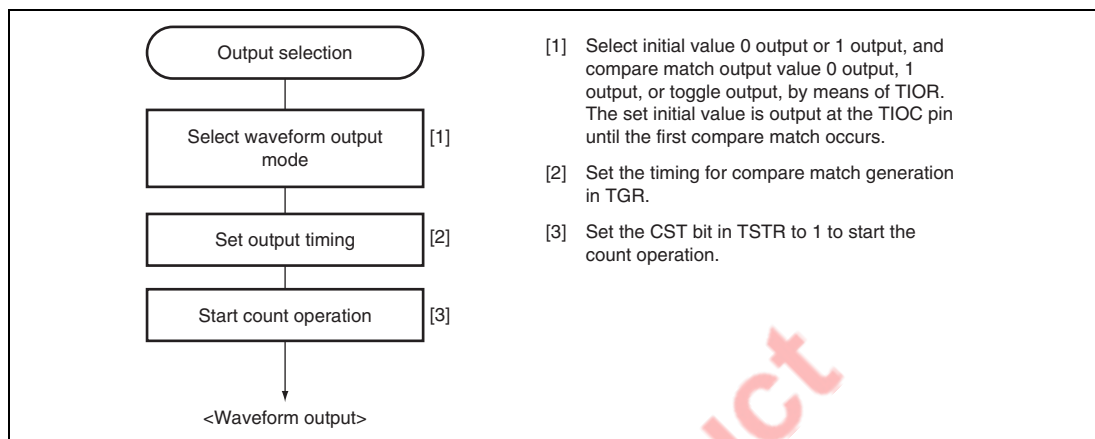 Output selection
Select waveform output
mode
[1]
Set output timing
[2]
Start count operation
[3]
<Waveform output>
[1] Select initial value 0 output or 1 output, and
compare match output value 0 output, 1
output, or toggle output, by means of TIOR.
The set initial value is output at the TIOC pin
until the first compare match occurs.
[2] Set the timing for compare match generation
in TGR.
[3] Set the CST bit in TSTR to 1 to start the
count operation.